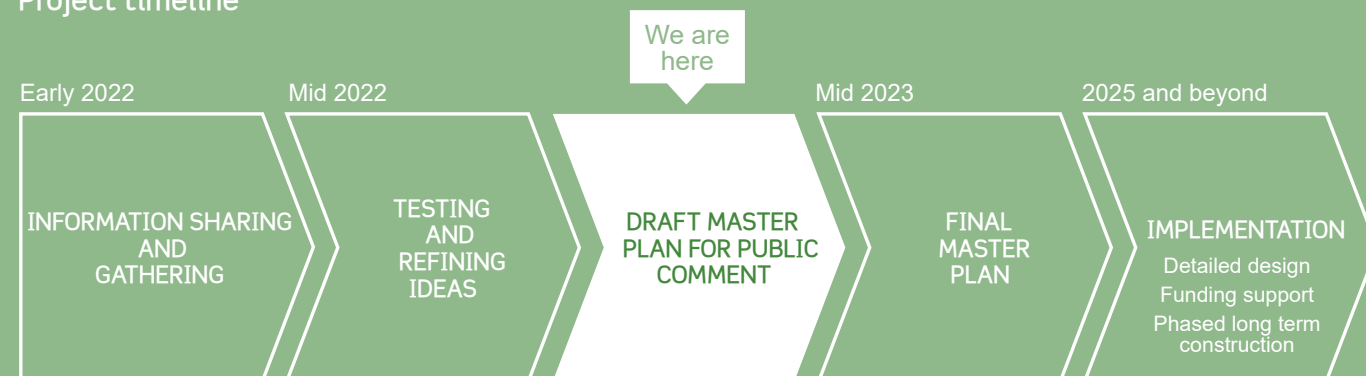 Project timeline
We are
here
Early 2022
Mid 2022
Mid 2023
2025 and beyond
INFORMATION SHARING
AND
GATHERING
TESTING
AND
REFINING
IDEAS
DRAFT MASTER
PLAN FOR PUBLIC
COMMENT
FINAL
MASTER
PLAN
IMPLEMENTATION
Detailed design
Funding support
Phased long term
construction